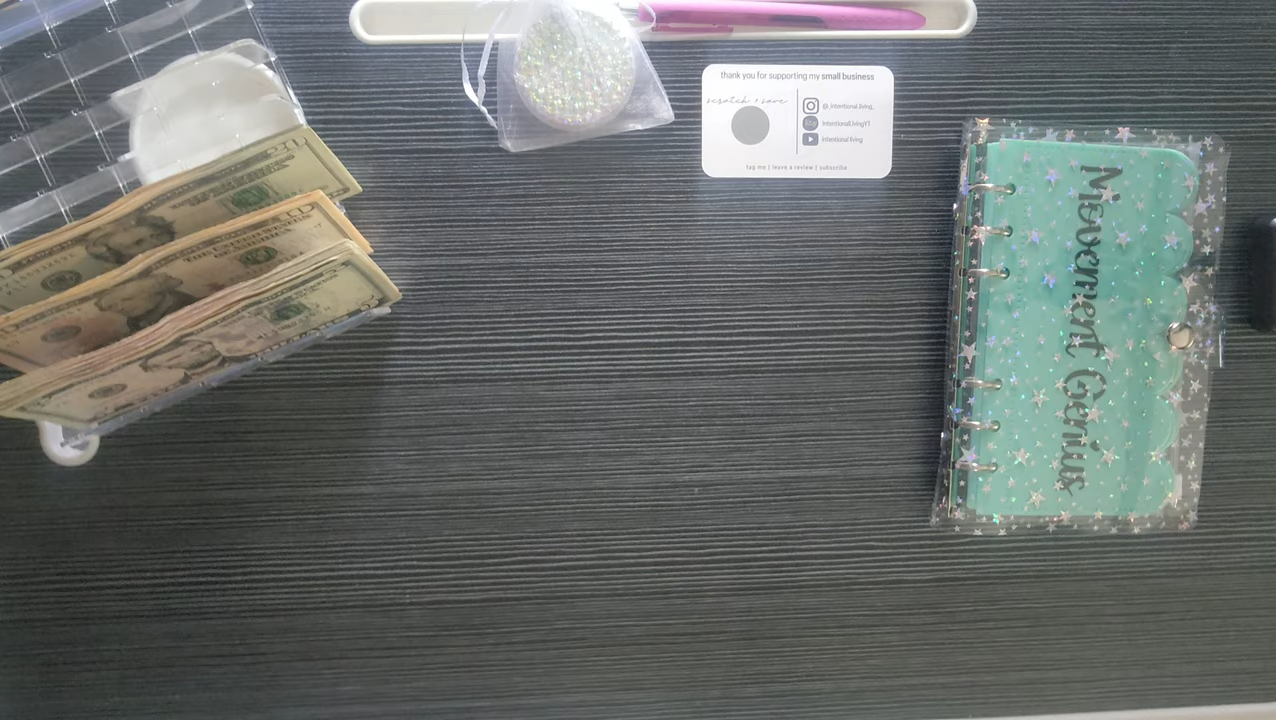 thank you for supporting my small business
scratch & save
@_intentional.living_
IntentionalLivingYT
intentional living
tag me | leave a review | subscribe
Movement Genius